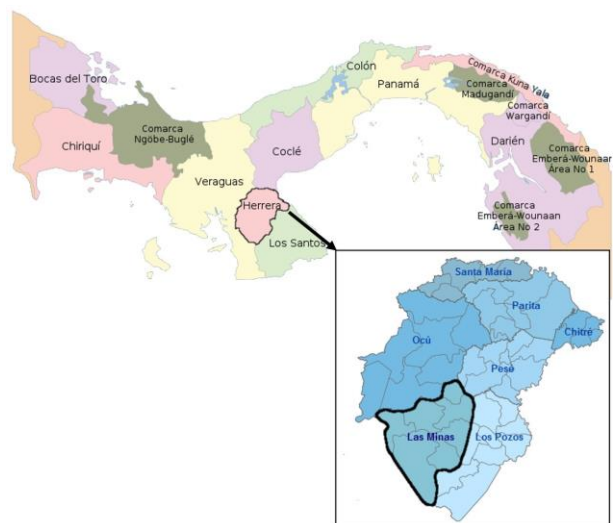 Bocas del Toro
Comarca
Ngöbe-Buglé
Chiriquí
Veraguas
Colón
Coclé
Panamá
Comarca Kuna Yala
Comarca
Madugandí
Comarca
Wargandí
Darién
Comarca
Emberá-Wounaan
Área No 1
Comarca
Emberá-Wounaan
Área No 2
Herrera
Los Santos
Santa María
Parita
Chitré
Ocú
Pesé
Las Minas
Los Pozos